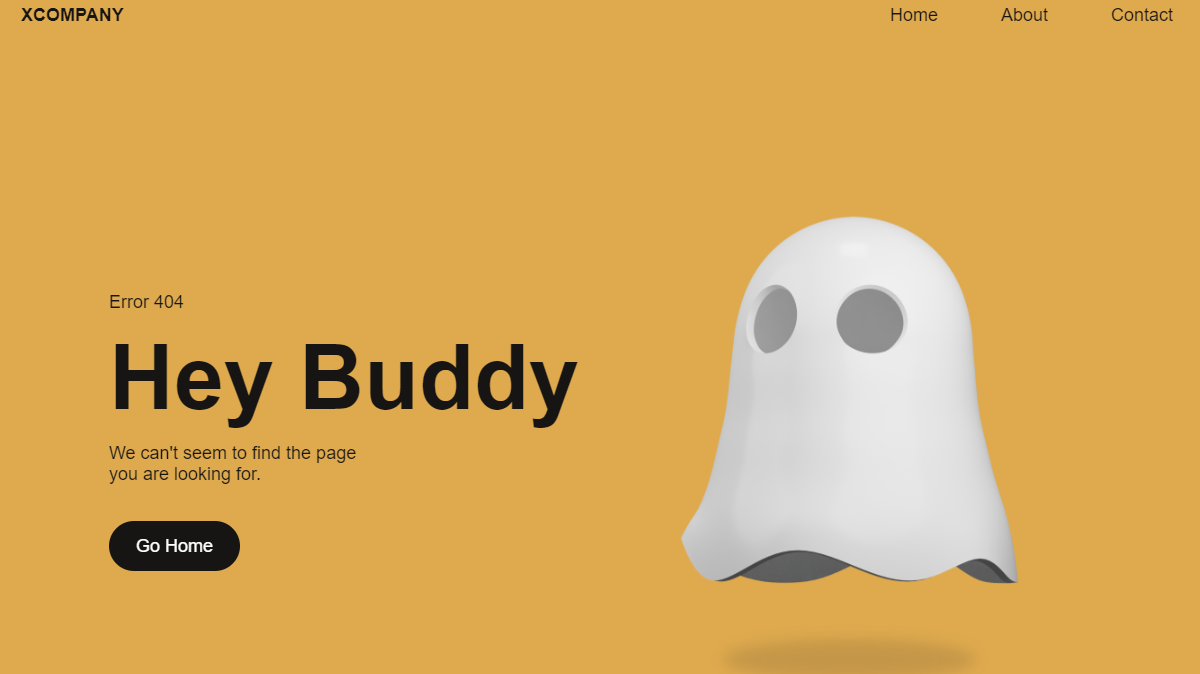 XCOMPANY
Home About Contact
Error 404
Hey Buddy
We can't seem to find the page
you are looking for.
Go Home